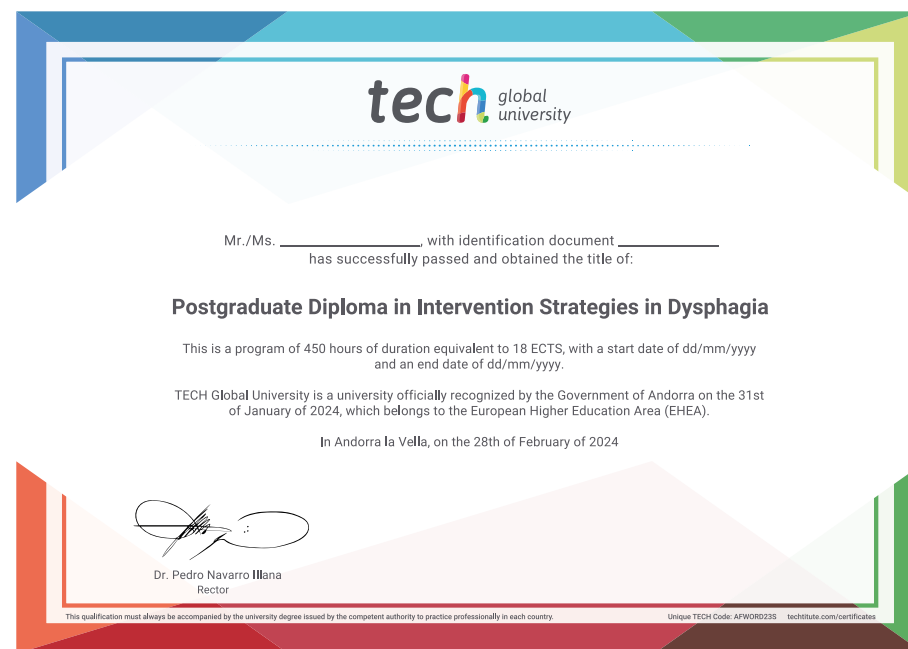 tech global
university
Mr./Ms. ____________, with identification document ____________
has successfully passed and obtained the title of:
Postgraduate Diploma in Intervention Strategies in Dysphagia
This is a program of 450 hours of duration equivalent to 18 ECTS, with a start date of dd/mm/yyyy
and an end date of dd/mm/yyyy.
TECH Global University is a university officially recognized by the Government of Andorra on the 31st
of January of 2024, which belongs to the European Higher Education Area (EHEA).
In Andorra la Vella, on the 28th of February of 2024
Dr. Pedro Navarro Illana
Rector
This qualification must always be accompanied by the university degree issued by the competent authority to practice professionally in each country. Unique TECH Code: AFWORD23S techtitute.com/certificates